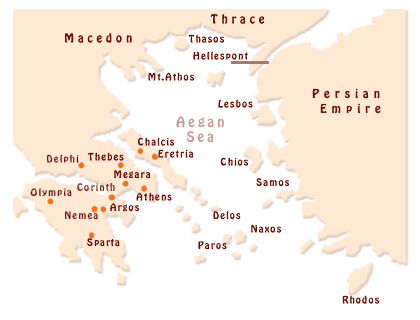 Thrace
Macedon
Thasos
Hellespont
Mt.Athos
Persian
Empire
Lesbos
Aegan
Sea
Chalcis
Eretria
Delphi
Thebes
Chios
Megara
Samos
Olympia
Corinth
Athens
Nemea
Argos
Delos
Naxos
Sparta
Paros
Rhodos